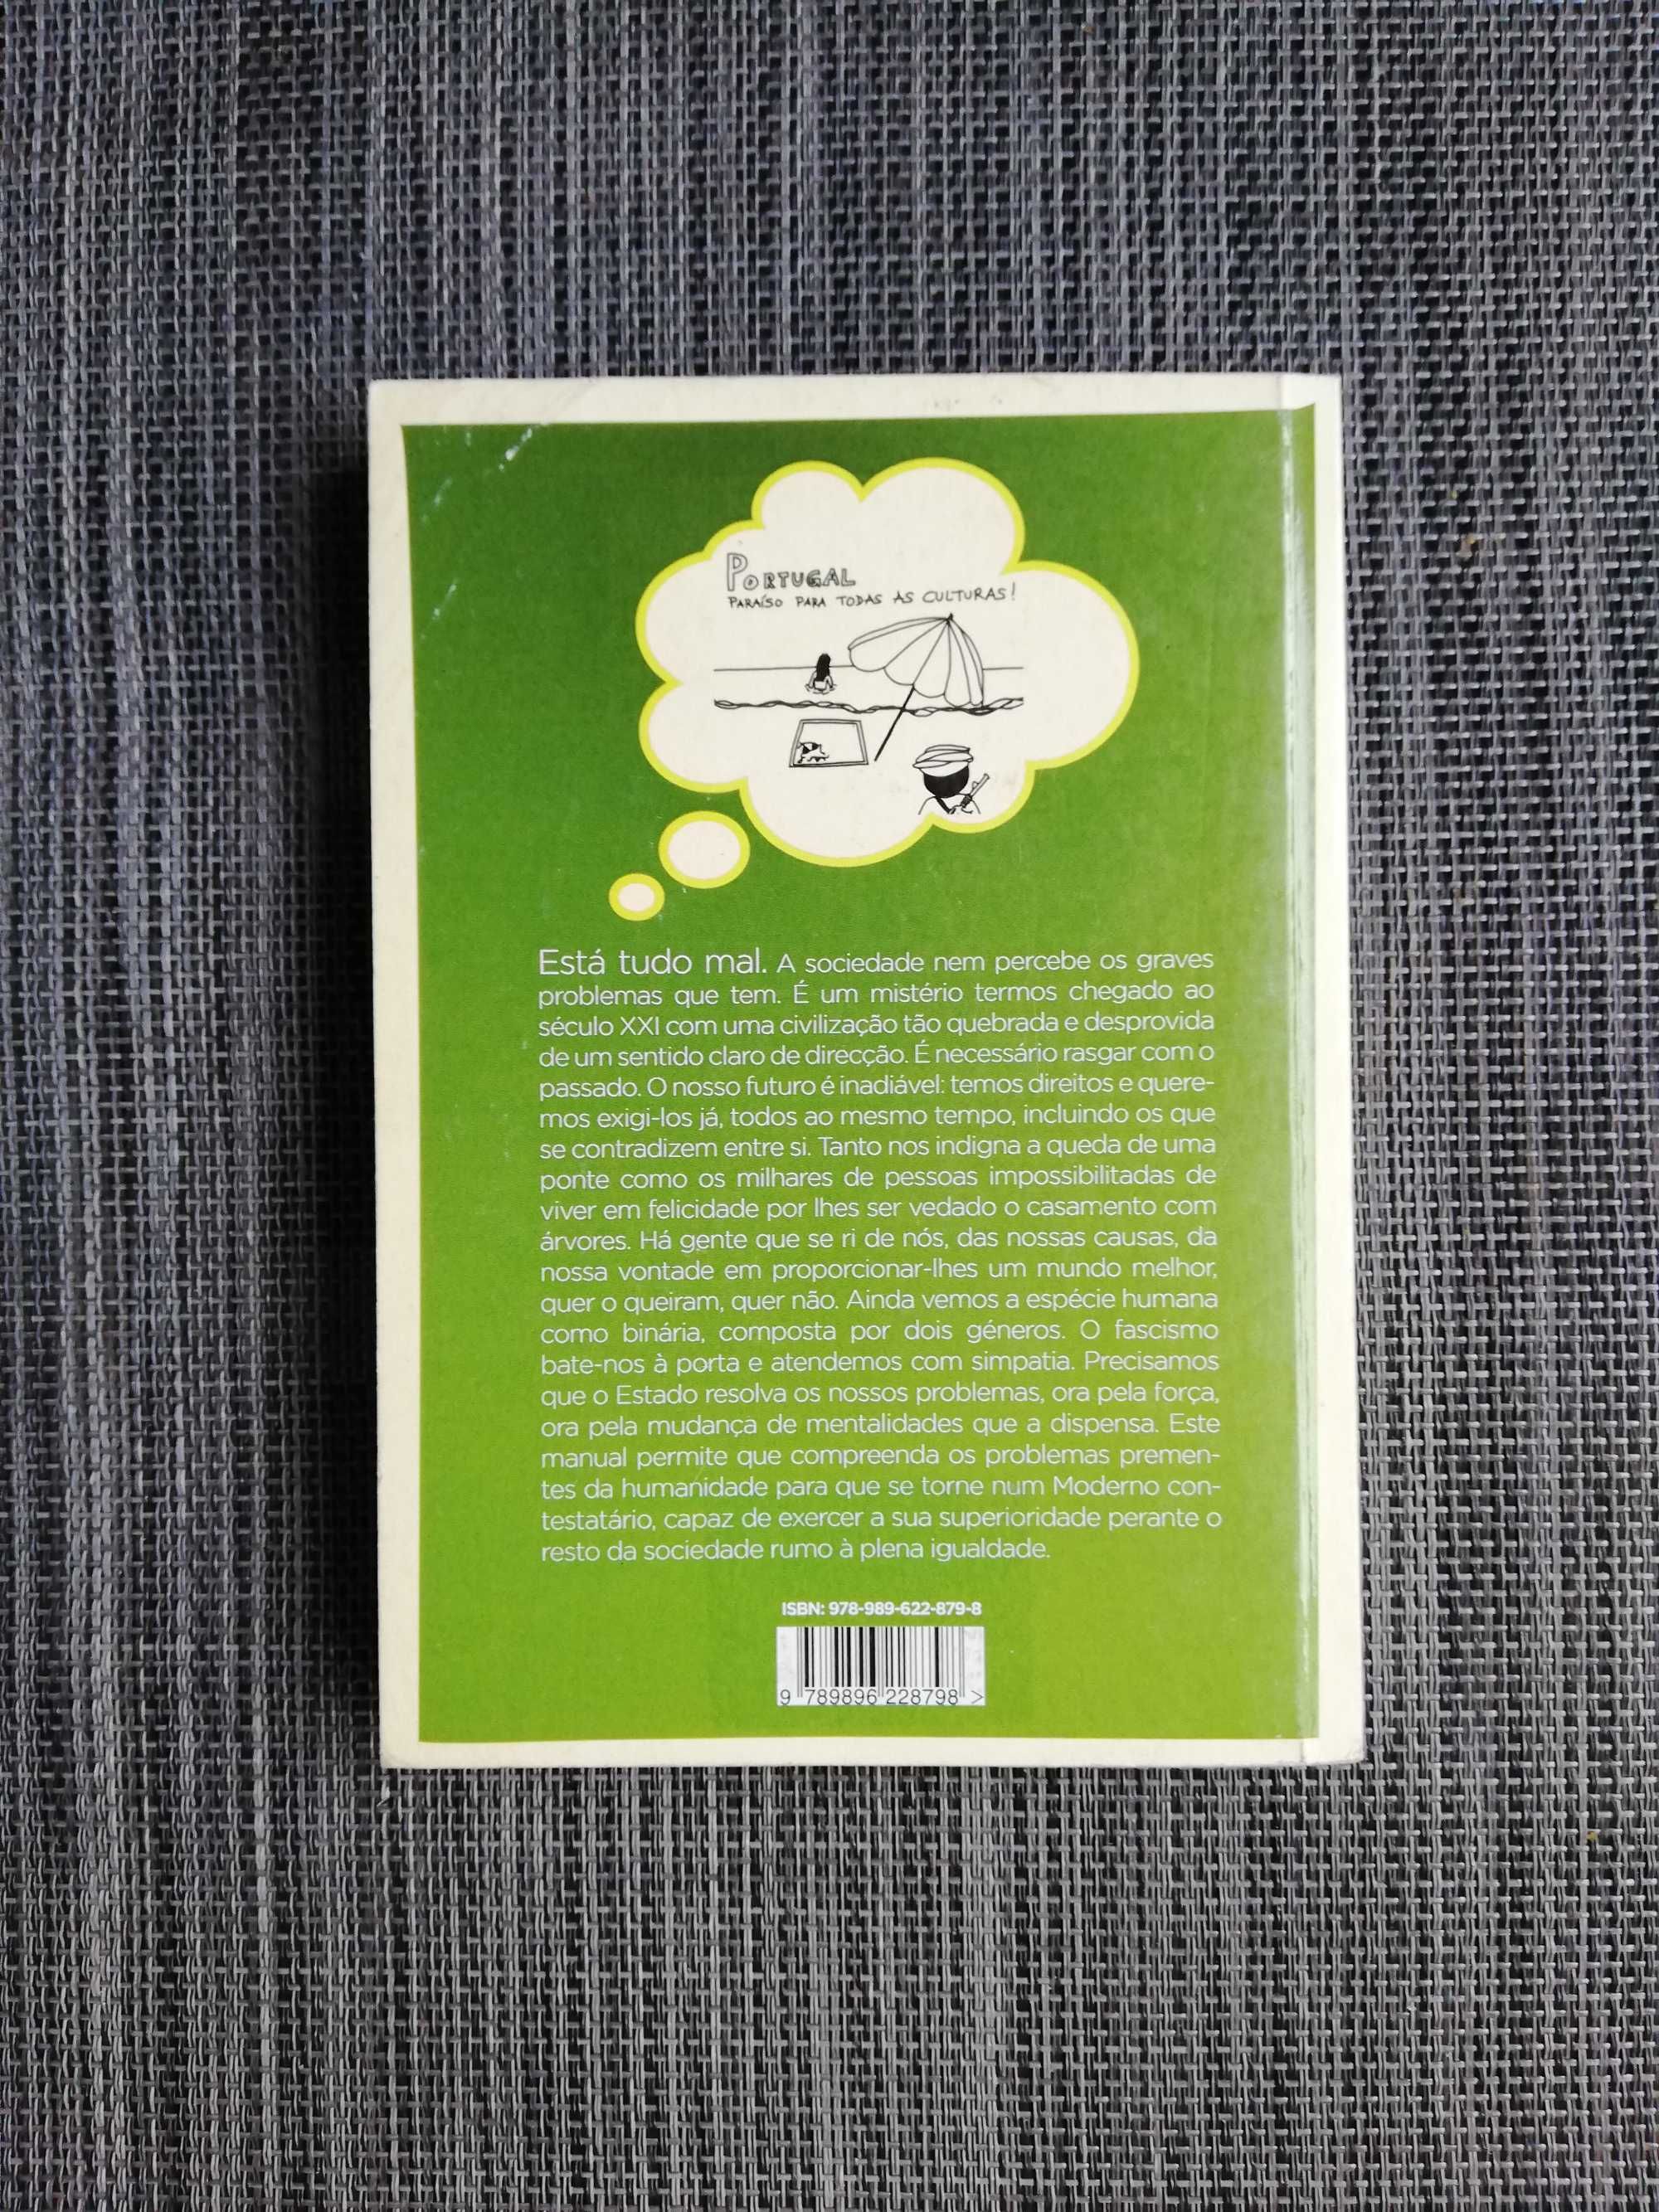 PORTUGAL
PARAÍSO PARA TODAS AS CULTURAS!
Está tudo mal. A sociedade nem percebe os graves
problemas que tem. É um mistério termos chegado ao
século XXI com uma civilização tão quebrada e desprovida
de um sentido claro de direcção. É necessário rasgar com o
passado. O nosso futuro é inadiável: temos direitos e quere-
mos exigi-los já, todos ao mesmo tempo, incluindo os que
se contradizem entre si. Tanto nos indigna a queda de uma
ponte como os milhares de pessoas impossibilitadas de
viver em felicidade por lhes ser vedado o casamento com
árvores. Há gente que se ri de nós, das nossas causas, da
nossa vontade em proporcionar-lhes um mundo melhor,
quer o queiram, quer não. Ainda vemos a espécie humana
como binária, composta por dois géneros. O fascismo
bate-nos à porta e atendemos com simpatia. Precisamos
que o Estado resolva os nossos problemas, ora pela força,
ora pela mudança de mentalidades que a dispensa. Este
manual permite que compreenda os problemas premen-
tes da humanidade para que se torne num Moderno con-
testatário, capaz de exercer a sua superioridade perante o
resto da sociedade rumo à plena igualdade.
ISBN: 978-989-622-879-8
9 789896 228798 >